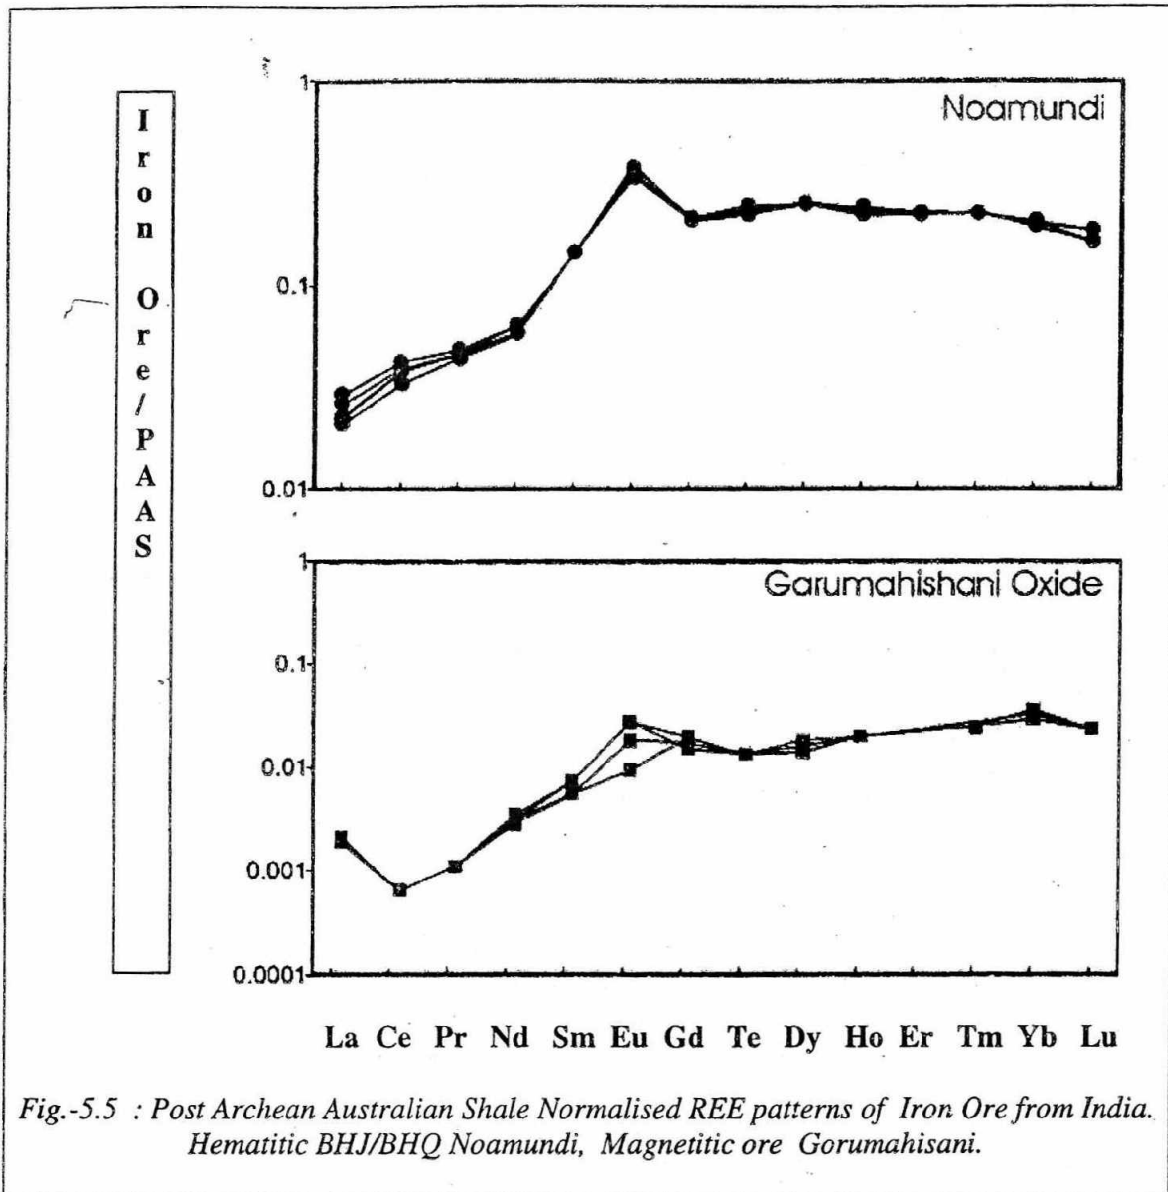 Iron Ore/PAAS
1
Noamundi
0.1
0.01
1
Garumahishani Oxide
0.1
0.01
0.001
0.0001
La Ce Pr Nd Sm Eu Gd Te Dy Ho Er Tm Yb Lu
Fig.-5.5 : Post Archean Australian Shale Normalised REE patterns of Iron Ore from India.
Hematitic BHJ/BHQ Noamundi, Magnetitic ore Gorumahisani.